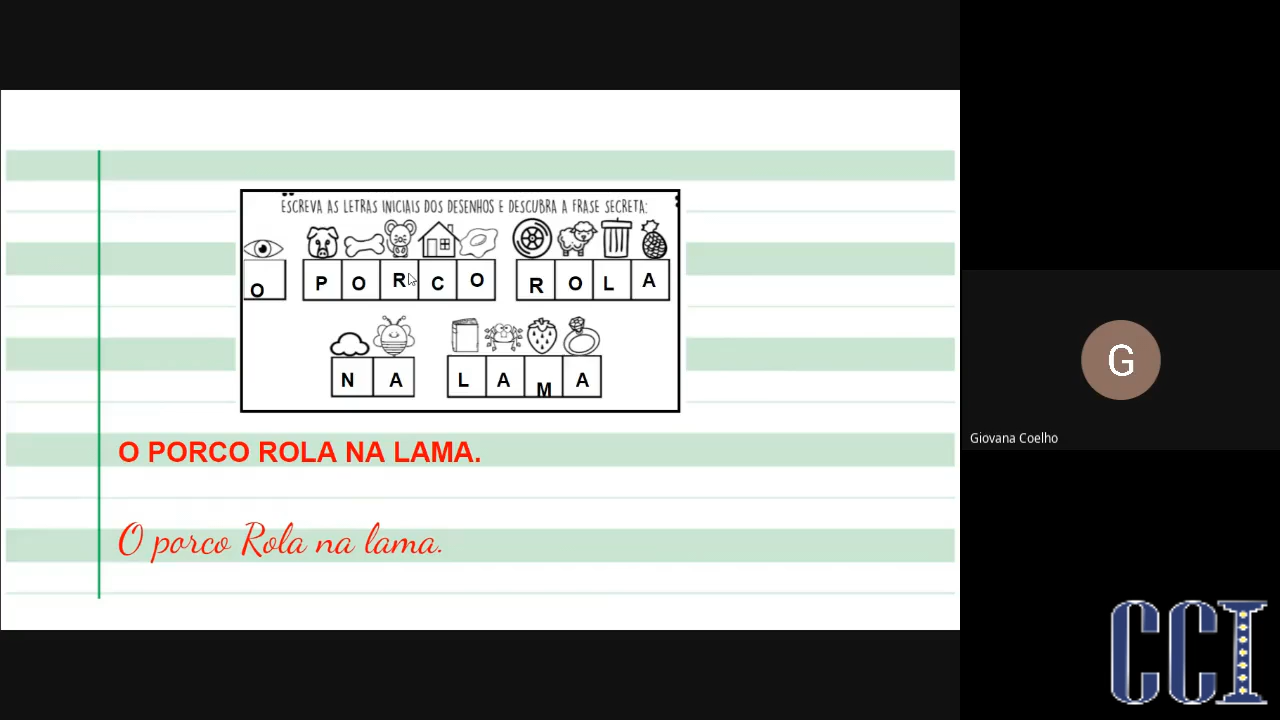 ESCREVA AS LETRAS INICIAIS DOS DESENHOS E DESCUBRA A FRASE SECRETA:
O P O R C O R O L A
N A L A M A
O PORCO ROLA NA LAMA.
O porco Rola na lama.
G
Giovana Coelho
CCI